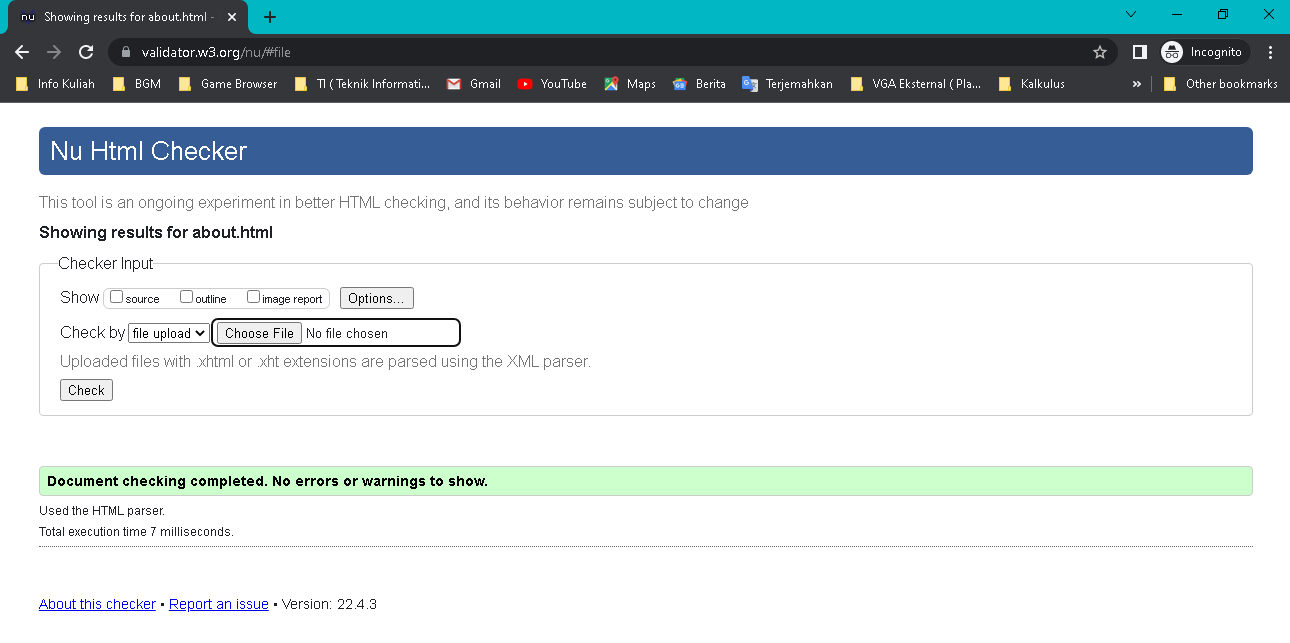 nu Showing results for about.html -
validator.w3.org/nu/#file
Incognito
Info Kuliah BGM Game Browser TI ( Teknik Informati... Gmail YouTube Maps Berita Terjemahkan VGA Eksternal ( Pla... Kalkulus » Other bookmarks
Nu Html Checker
This tool is an ongoing experiment in better HTML checking, and its behavior remains subject to change
Showing results for about.html
Checker Input
Show source outline image report Options...
Check by file upload Choose File No file chosen
Uploaded files with .xhtml or .xht extensions are parsed using the XML parser.
Check
Document checking completed. No errors or warnings to show.
Used the HTML parser.
Total execution time 7 milliseconds.
About this checker • Report an issue • Version: 22.4.3